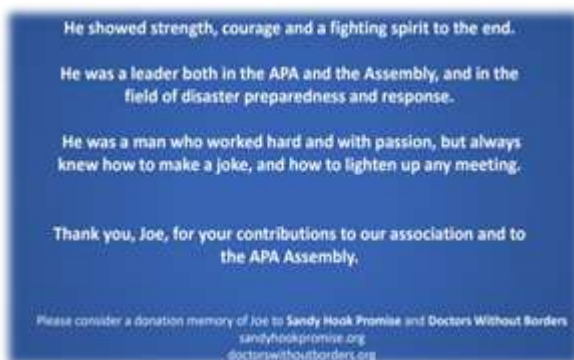 He showed strength, courage and a fighting spirit to the end.
He was a leader both in the APA and the Assembly, and in the
field of disaster preparedness and response.
He was a man who worked hard and with passion, but always
knew how to make a joke, and how to lighten up any meeting.
Thank you, Joe, for your contributions to our association and to
the APA Assembly.
Please consider a donation memory of Joe to Sandy Hook Promise and Doctors Without Borders
sandyhookpromise.org
doctorswithoutborders.org